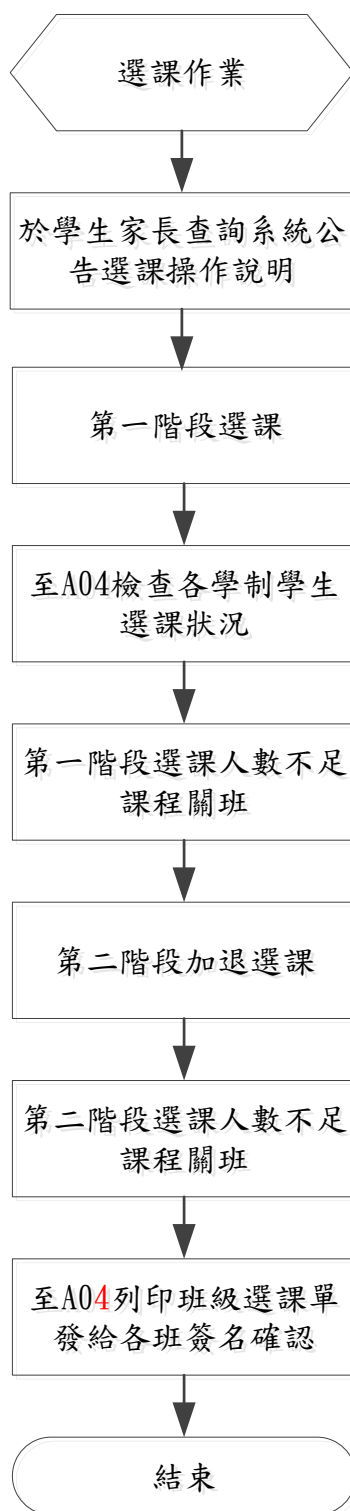 選課作業
於學生家長查詢系統公
告選課操作說明
第一階段選課
至A04檢查各學制學生
選課狀況
第一階段選課人數不足
課程關班
第二階段加退選課
第二階段選課人數不足
課程關班
至A04列印班級選課單
發給各班簽名確認
結束